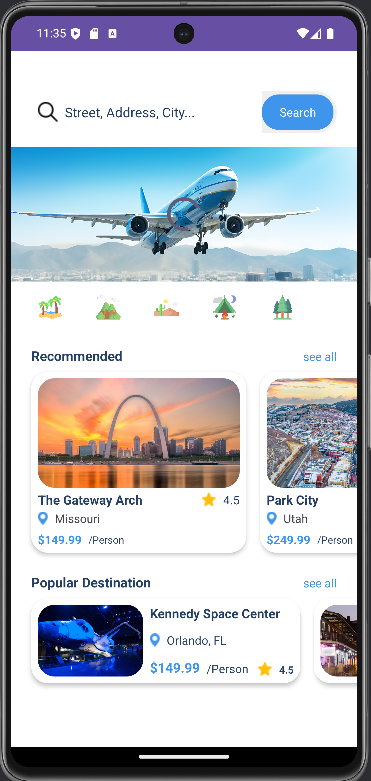 11:35
Street, Address, City...
Search
Recommended
see all
The Gateway Arch
4.5
Missouri
$149.99 /Person
Park City
Utah
$249.99 /Person
Popular Destination
see all
Kennedy Space Center
Orlando, FL
$149.99 /Person
4.5